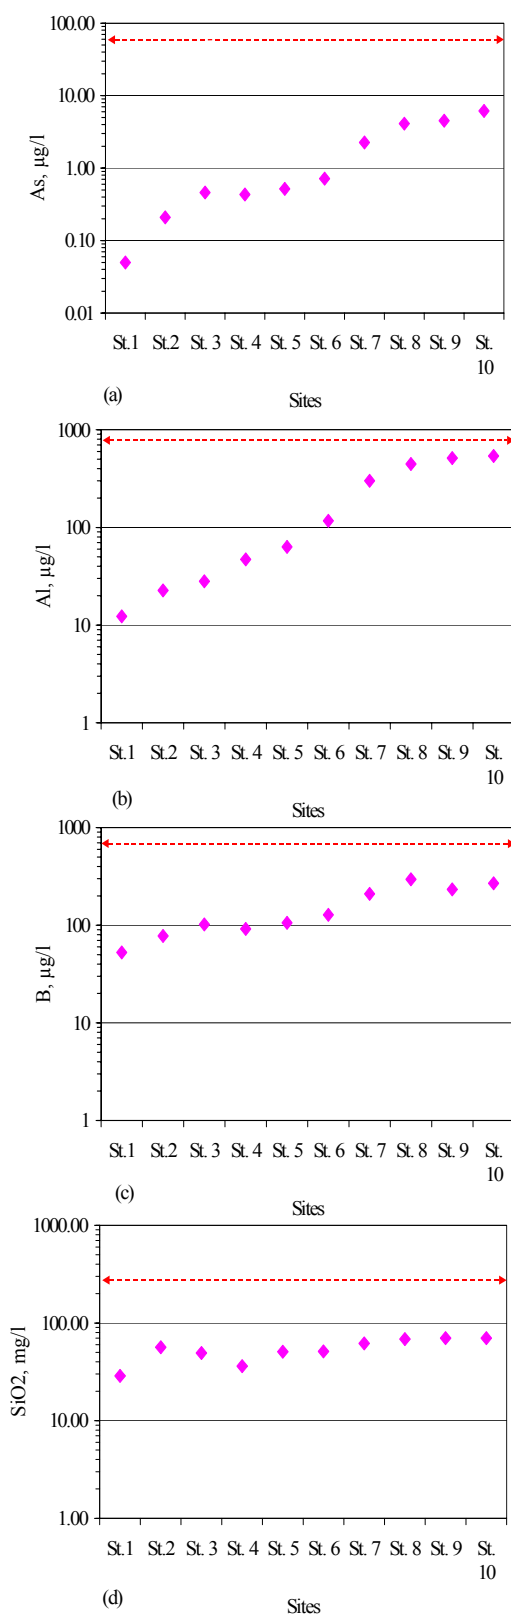 100.00
10.00
1.00
0.10
0.01
As, µg/l
St.1 St.2 St. 3 St. 4 St. 5 St. 6 St. 7 St. 8 St. 9 St. 10
(a)
Sites
1000
100
10
1
Al, µg/l
St.1 St.2 St. 3 St. 4 St. 5 St. 6 St. 7 St. 8 St. 9 St. 10
(b)
Sites
1000
100
10
1
B, µg/l
St.1 St.2 St. 3 St. 4 St. 5 St. 6 St. 7 St. 8 St. 9 St. 10
(c)
Sites
1000.00
100.00
10.00
1.00
SiO2, mg/l
St.1 St.2 St. 3 St. 4 St. 5 St. 6 St. 7 St. 8 St. 9 St. 10
(d)
Sites